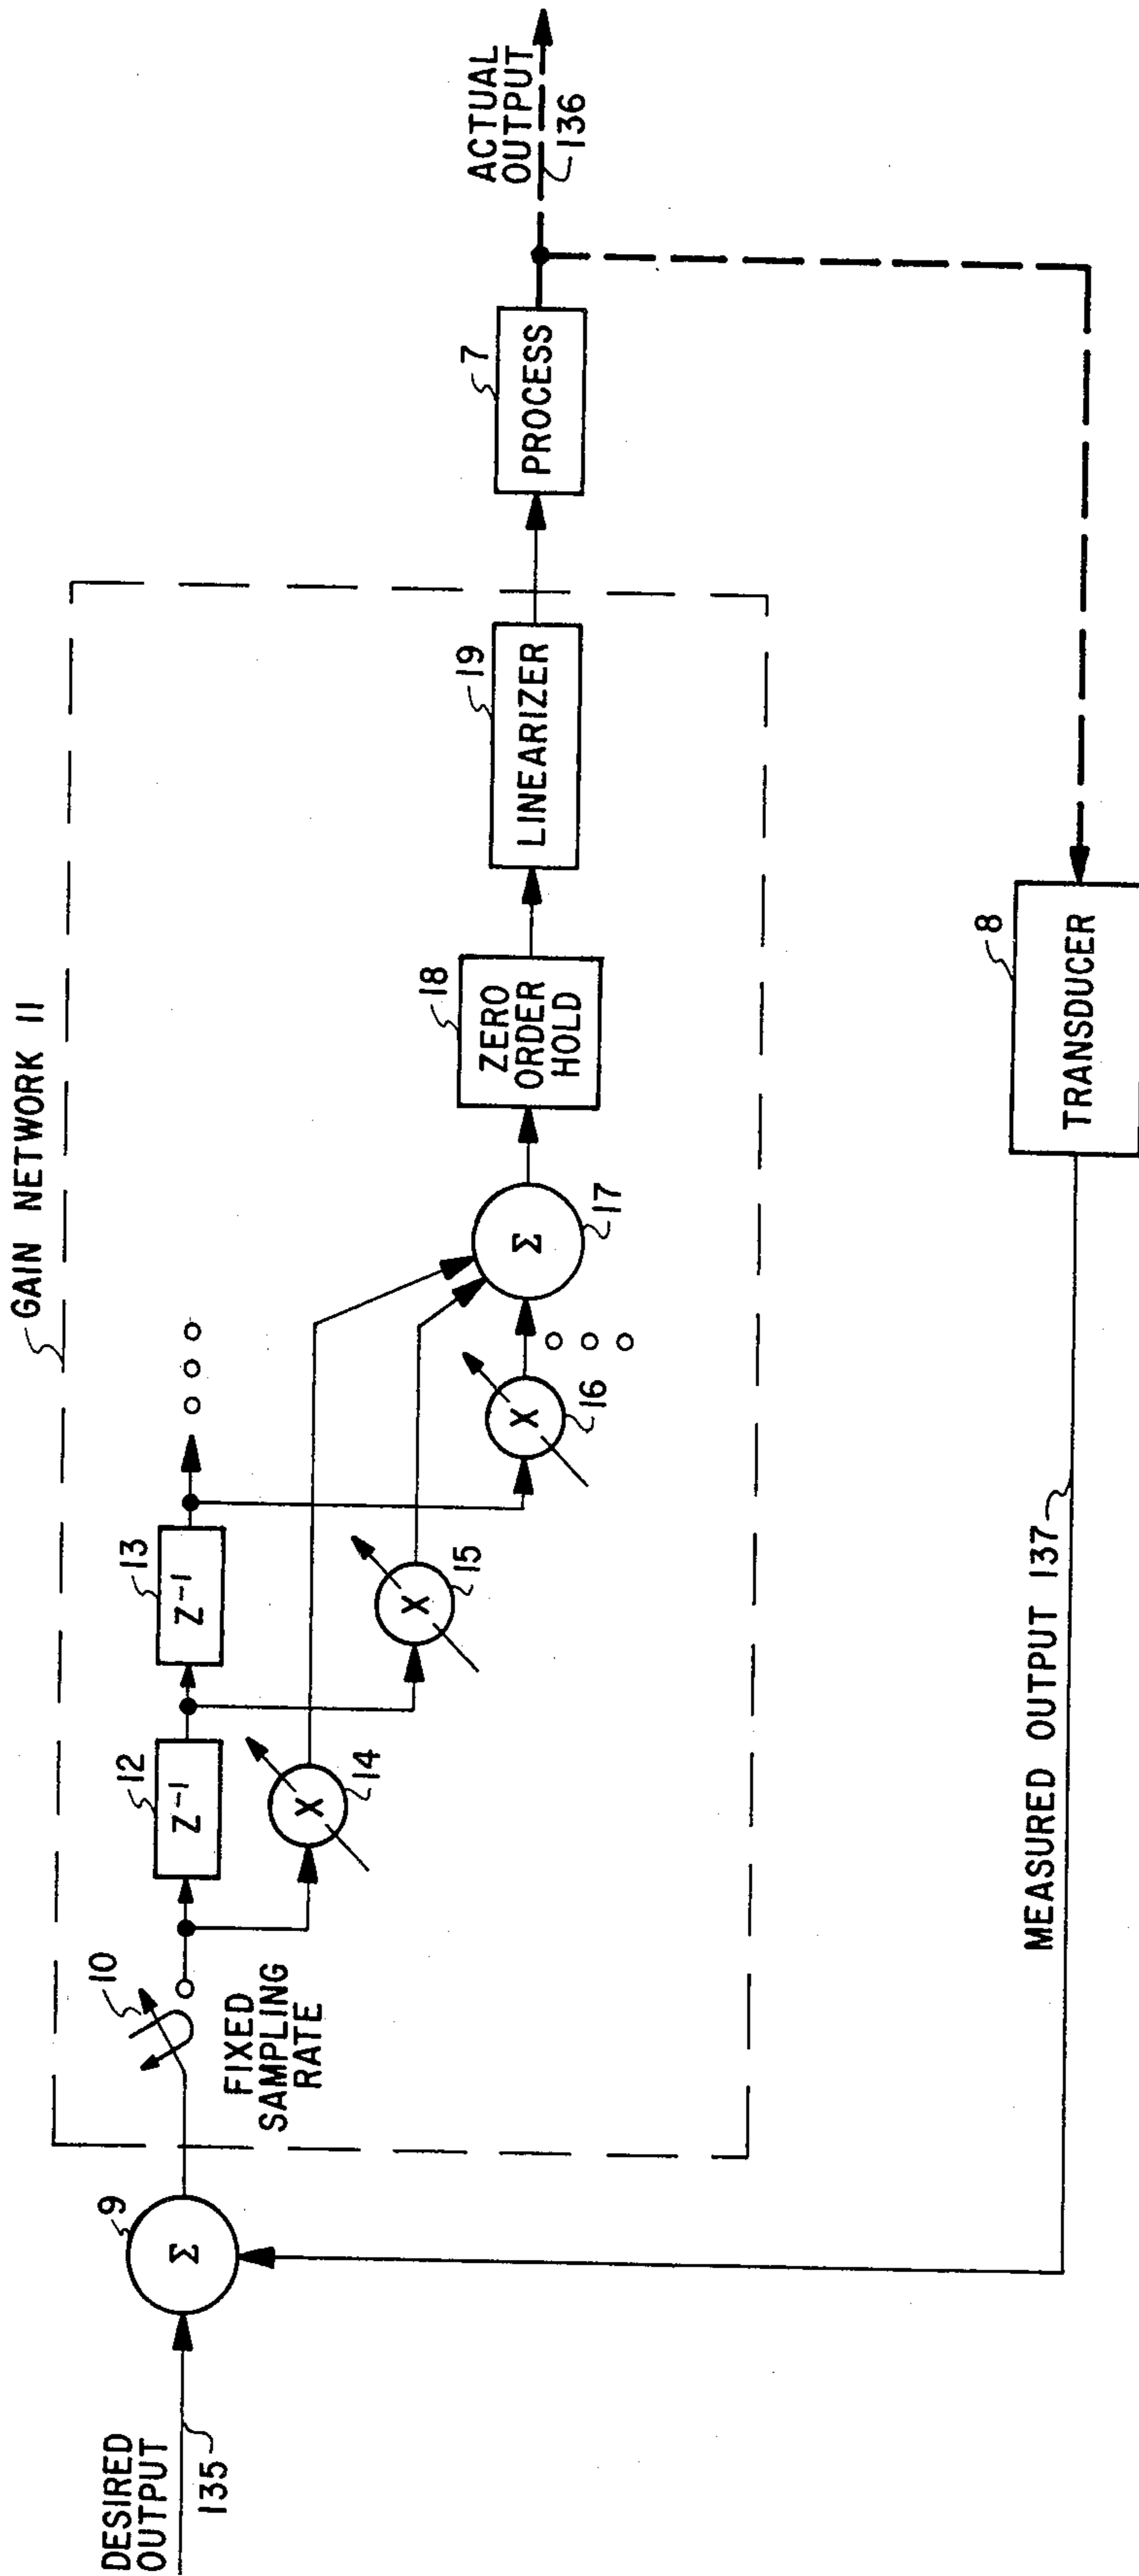 GAIN NETWORK 11
DESIRED
OUTPUT
135
9
Σ
10
FIXED
SAMPLING
RATE
12
Z⁻¹
13
Z⁻¹
X
14
X
15
X
16
Σ
17
18
ZERO
ORDER
HOLD
19
LINEARIZER
7
PROCESS
ACTUAL
OUTPUT
136
8
TRANSDUCER
MEASURED OUTPUT 137